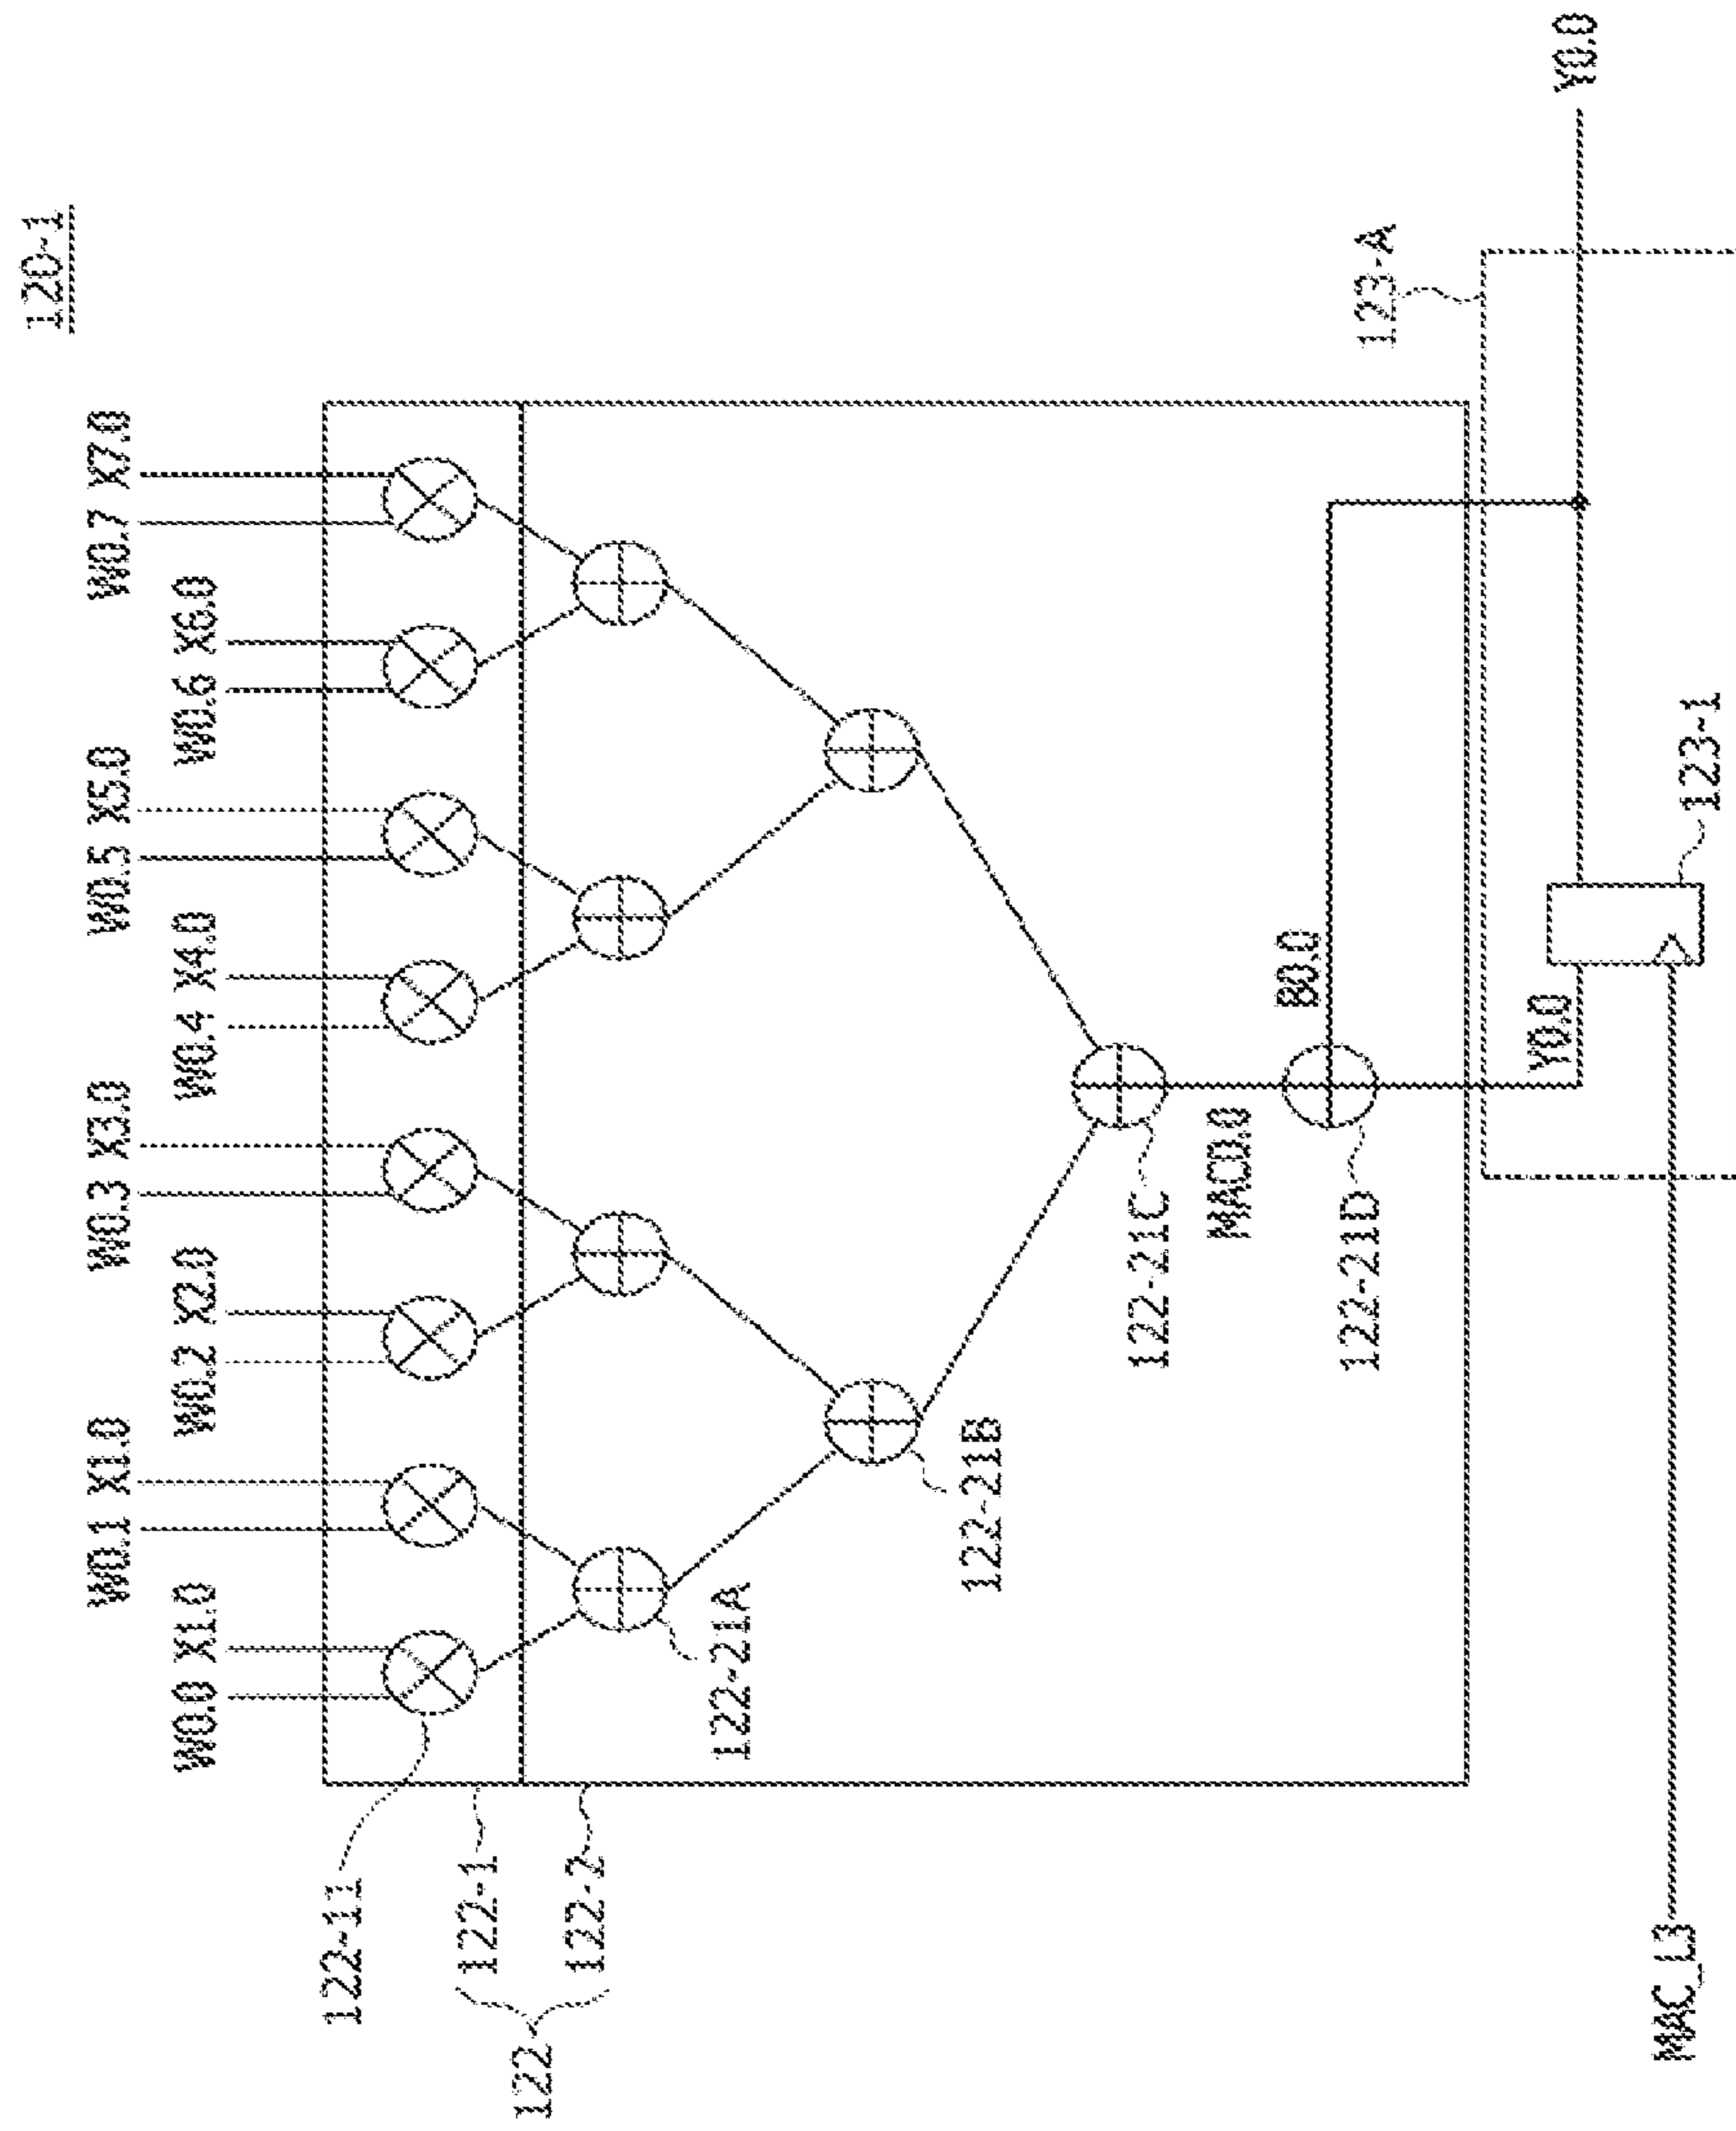 120-1
W0.0 X1.0
W0.1 X1.0
W0.2 X2.0
W0.3 X3.0
W0.4 X4.0
W0.5 X5.0
W0.6 X6.0
W0.7 X7.0
122-11
122
122-1
122-2
122-21A
122-21B
122-21C
MAC0.0
B0.0
122-21D
123-A
Y0.0
Y0.0
MAC_L3
123-1